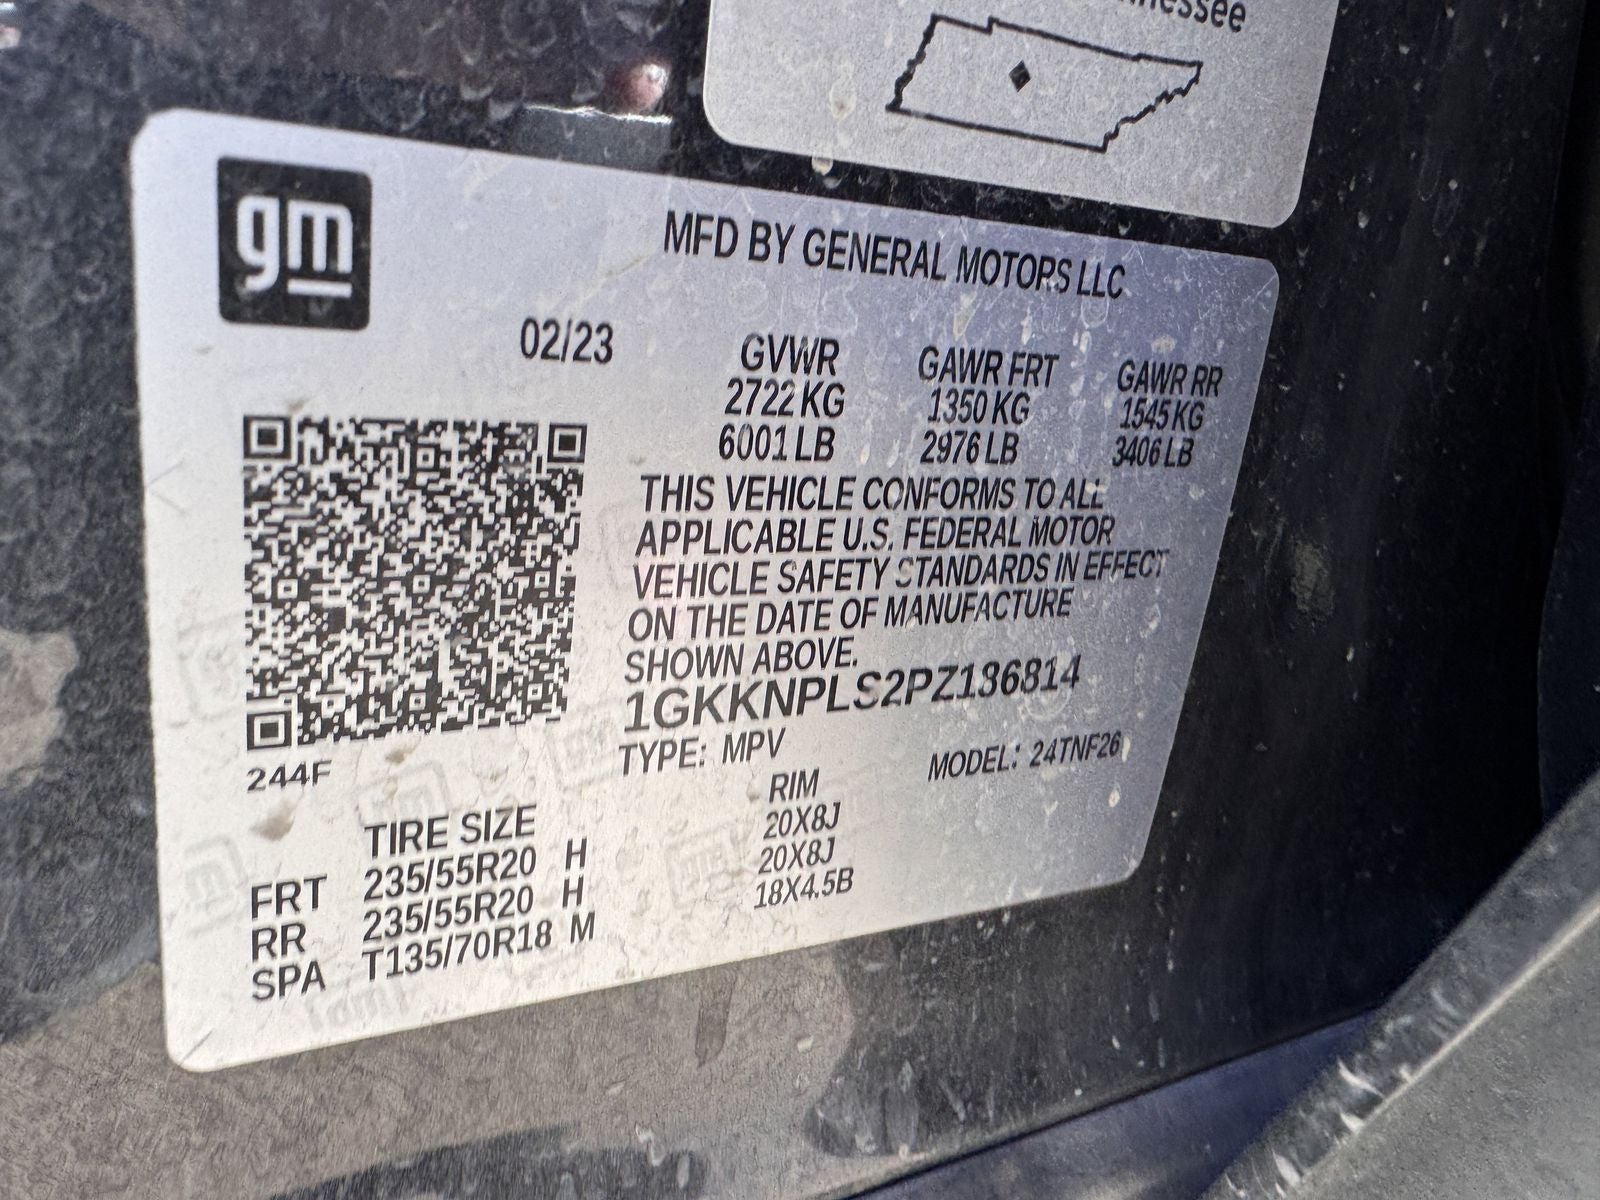 nnessee
gm
MFD BY GENERAL MOTORS LLC
02/23
GVWR GAWR FRT GAWR RR
2722 KG 1350 KG 1545 KG
6001 LB 2976 LB 3406 LB
THIS VEHICLE CONFORMS TO ALL
APPLICABLE U.S. FEDERAL MOTOR
VEHICLE SAFETY STANDARDS IN EFFECT
ON THE DATE OF MANUFACTURE
SHOWN ABOVE.
1GKKNPLS2PZ186814
TYPE: MPV MODEL: 24TNF26
244F
TIRE SIZE RIM
FRT 235/55R20 H 20X8J
RR 235/55R20 H 20X8J
SPA T135/70R18 M 18X4.5B